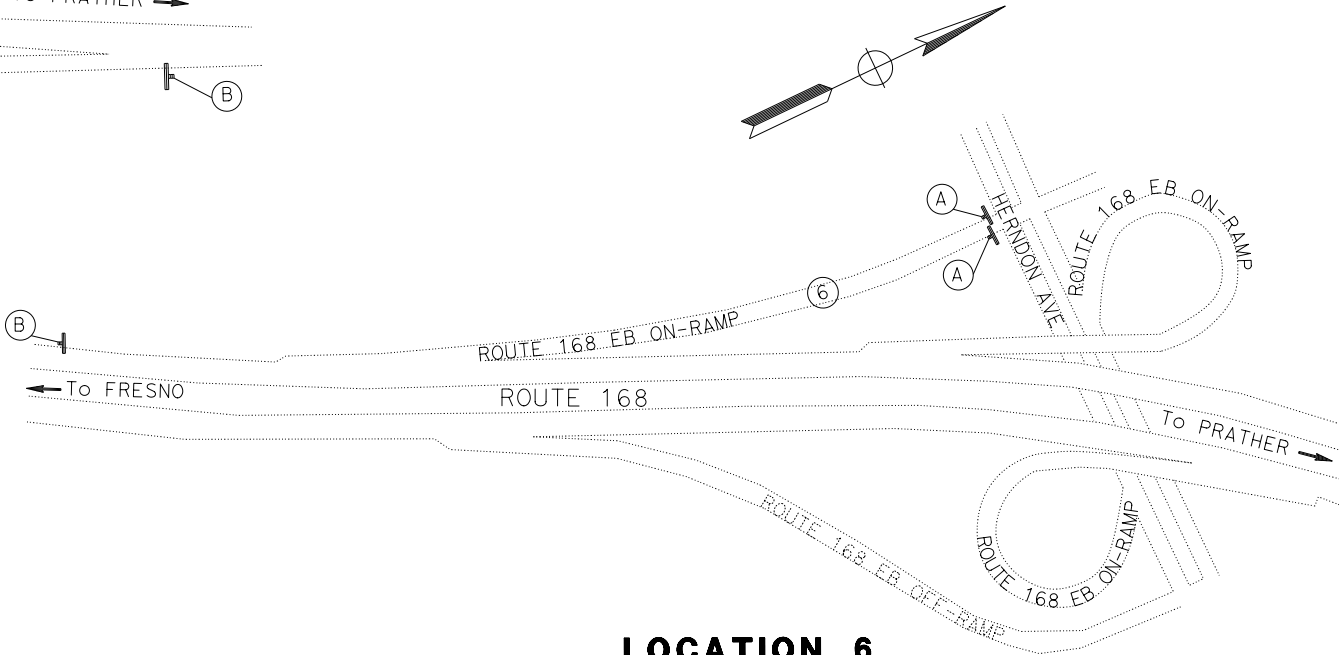 PRATHER
B
A
HERNDON AVE
ROUTE 168 EB ON-RAMP
A
6
B
ROUTE 168 EB ON-RAMP
To FRESNO
ROUTE 168
To PRATHER
ROUTE 168 EB OFF-RAMP
ROUTE 168 EB ON-RAMP
LOCATION 6